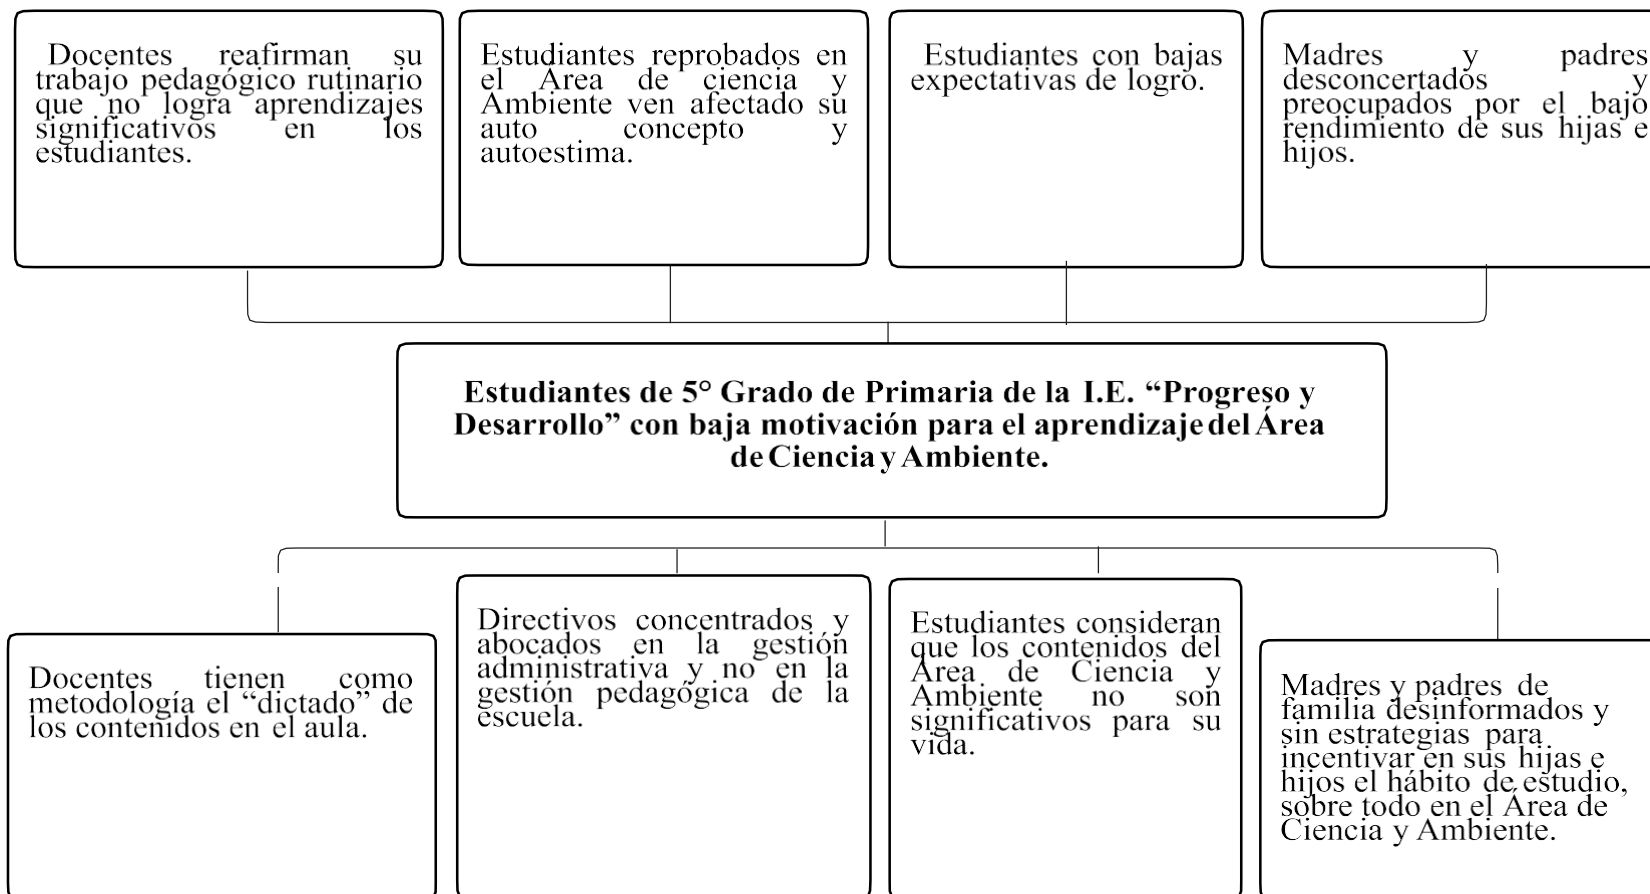 Docentes reafirman su
trabajo pedagógico rutinario
que no logra aprendizajes
significativos en los
estudiantes.
Estudiantes reprobados en
el Área de ciencia y
Ambiente ven afectado su
auto concepto y
autoestima.
Estudiantes con bajas
expectativas de logro.
Madres y padres
desconcertados y
preocupados por el bajo
rendimiento de sus hijas e
hijos.
Estudiantes de 5° Grado de Primaria de la I.E. “Progreso y
Desarrollo” con baja motivación para el aprendizaje del Área
de Ciencia y Ambiente.
Docentes tienen como
metodología el “dictado” de
los contenidos en el aula.
Directivos concentrados y
abocados en la gestión
administrativa y no en la
gestión pedagógica de la
escuela.
Estudiantes consideran
que los contenidos del
Área de Ciencia y
Ambiente no son
significativos para su
vida.
Madres y padres de
familia desinformados y
sin estrategias para
incentivar en sus hijas e
hijos el hábito de estudio,
sobre todo en el Área de
Ciencia y Ambiente.